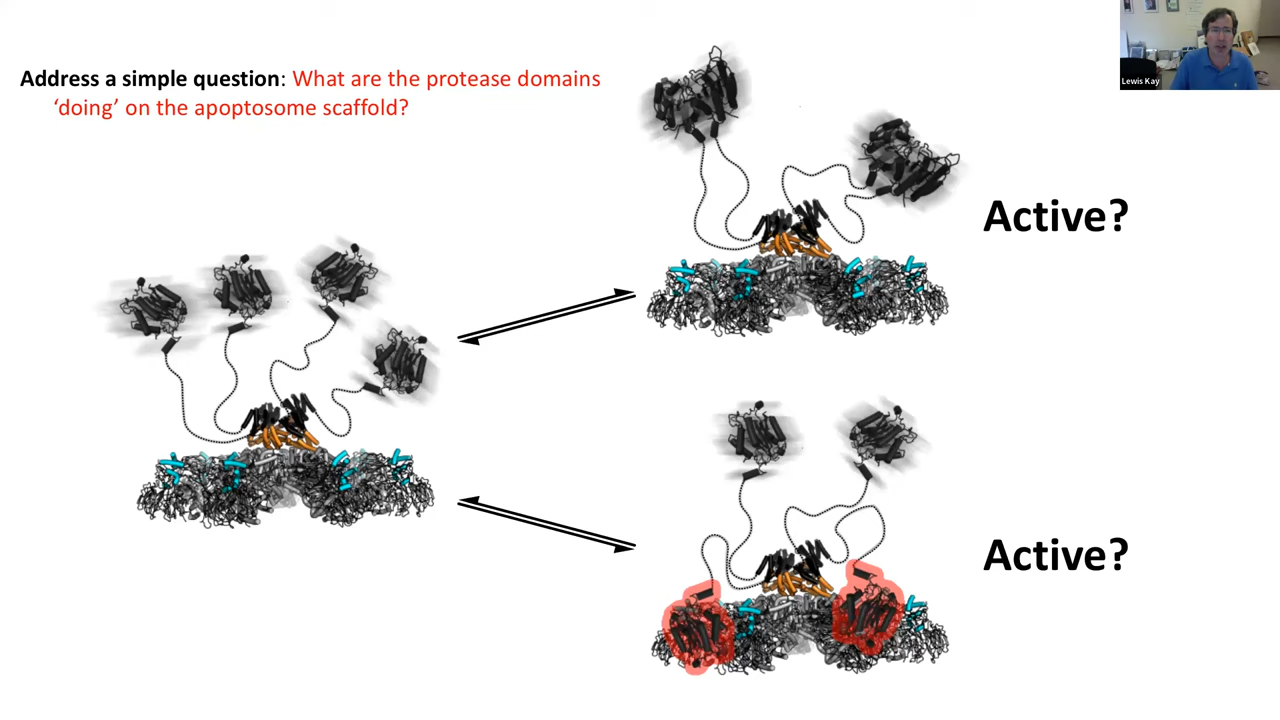 Address a simple question: What are the protease domains
‘doing’ on the apoptosome scaffold?
Lewis Kay
Active?
Active?